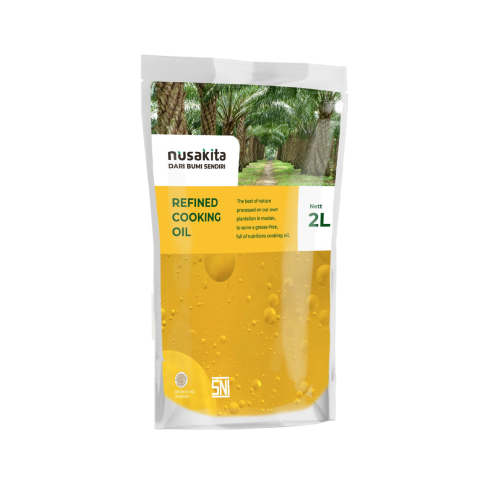 nusakita
DARI BUMI SENDIRI
REFINED
COOKING
OIL
The best of nature
processed on our own
plantation in medan,
to serve a grease-free,
full of nutritions cooking oil.
Nett
2L
SNI